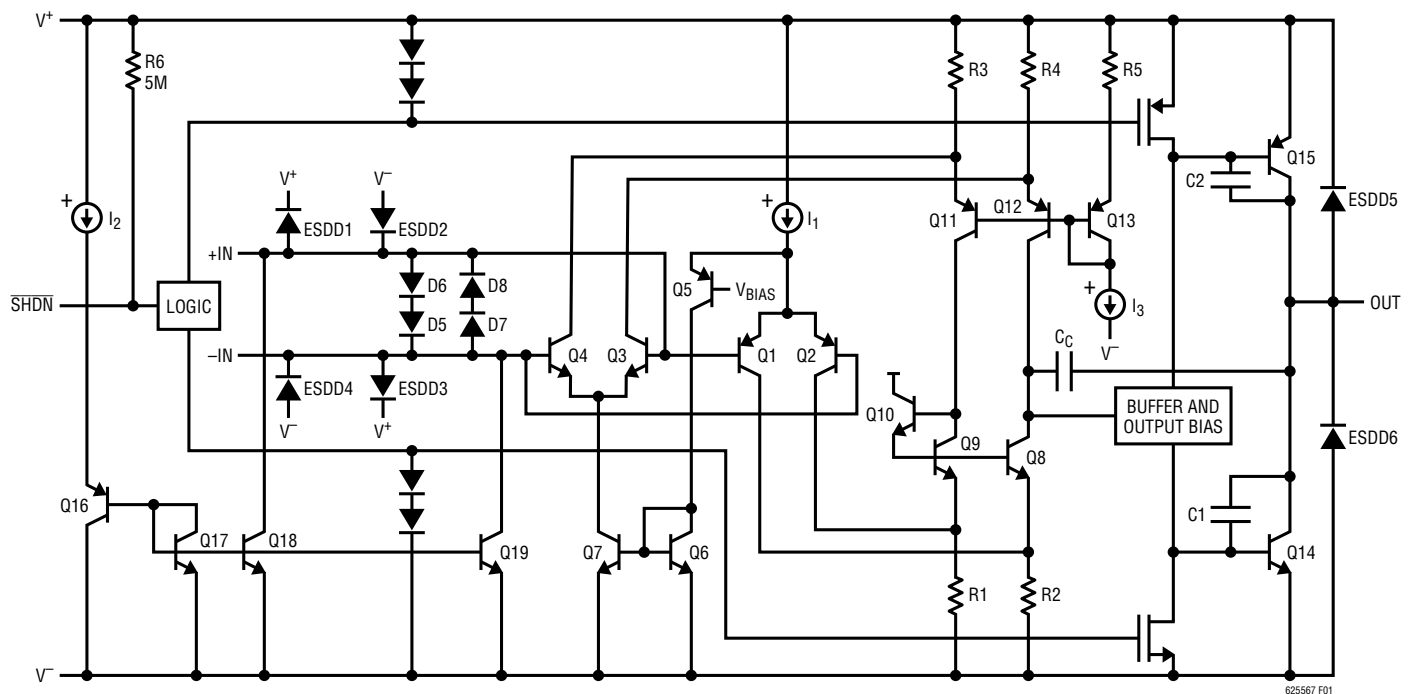 V+
R6
5M
R3
R4
R5
Q15
C2
V+
V−
+
I2
ESDD1
ESDD2
+
I1
Q11
Q12
Q13
ESDD5
+IN
D6
D8
Q5
VBIAS
+
I3
SHDN
LOGIC
D5
D7
OUT
−IN
Q4
Q3
Q1
Q2
V−
CC
ESDD4
ESDD3
V−
V+
Q10
BUFFER AND
OUTPUT BIAS
Q9
Q8
ESDD6
Q16
Q17
Q18
Q19
Q7
Q6
C1
Q14
R1
R2
V−
625567 F01